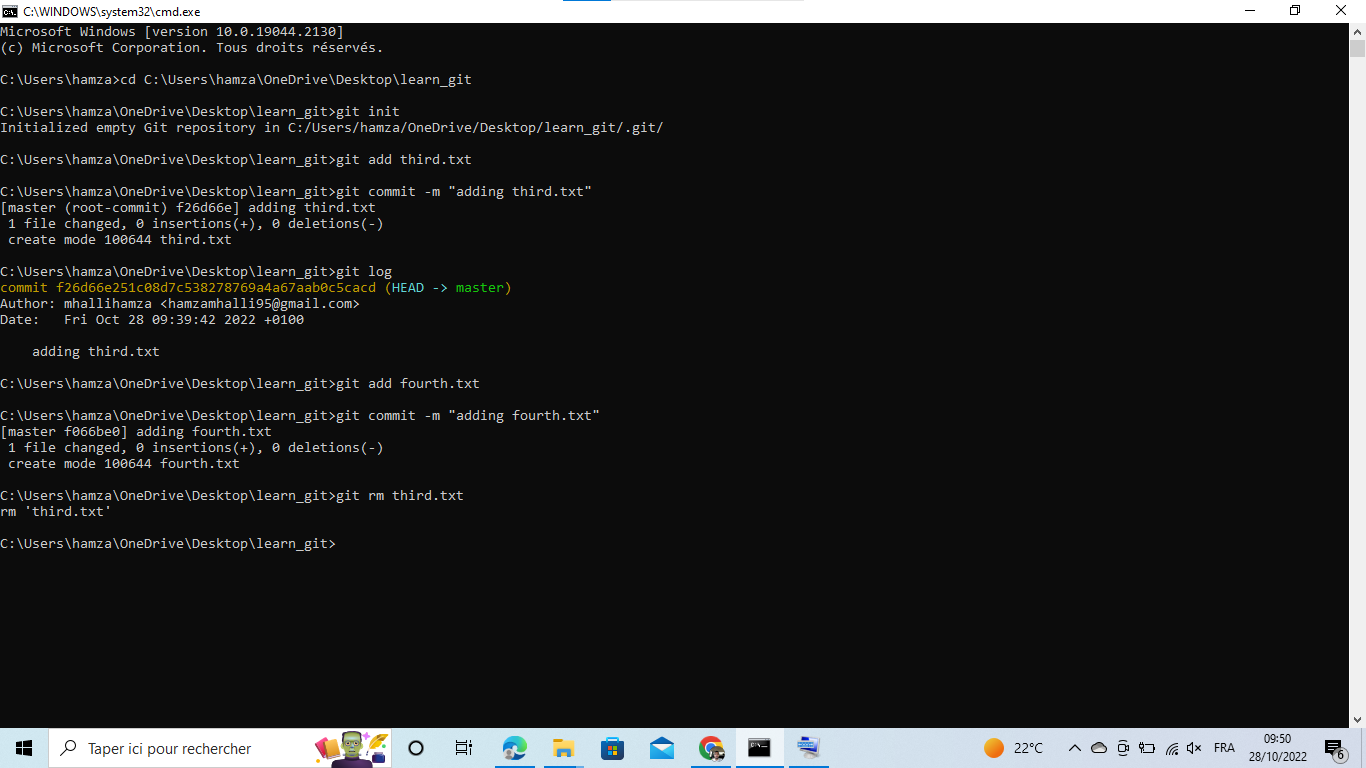 C:\WINDOWS\system32\cmd.exe
Microsoft Windows [version 10.0.19044.2130]
(c) Microsoft Corporation. Tous droits réservés.
C:\Users\hamza>cd C:\Users\hamza\OneDrive\Desktop\learn_git
C:\Users\hamza\OneDrive\Desktop\learn_git>git init
Initialized empty Git repository in C:/Users/hamza/OneDrive/Desktop/learn_git/.git/
C:\Users\hamza\OneDrive\Desktop\learn_git>git add third.txt
C:\Users\hamza\OneDrive\Desktop\learn_git>git commit -m "adding third.txt"
[master (root-commit) f26d66e] adding third.txt
 1 file changed, 0 insertions(+), 0 deletions(-)
 create mode 100644 third.txt
C:\Users\hamza\OneDrive\Desktop\learn_git>git log
commit f26d66e251c08d7c538278769a4a67aab0c5cacd (HEAD -> master)
Author: mhallihamza <hamzamhalli95@gmail.com>
Date:   Fri Oct 28 09:39:42 2022 +0100
    adding third.txt
C:\Users\hamza\OneDrive\Desktop\learn_git>git add fourth.txt
C:\Users\hamza\OneDrive\Desktop\learn_git>git commit -m "adding fourth.txt"
[master f066be0] adding fourth.txt
 1 file changed, 0 insertions(+), 0 deletions(-)
 create mode 100644 fourth.txt
C:\Users\hamza\OneDrive\Desktop\learn_git>git rm third.txt
rm 'third.txt'
C:\Users\hamza\OneDrive\Desktop\learn_git>
Taper ici pour rechercher
22°C
FRA
09:50
28/10/2022
6